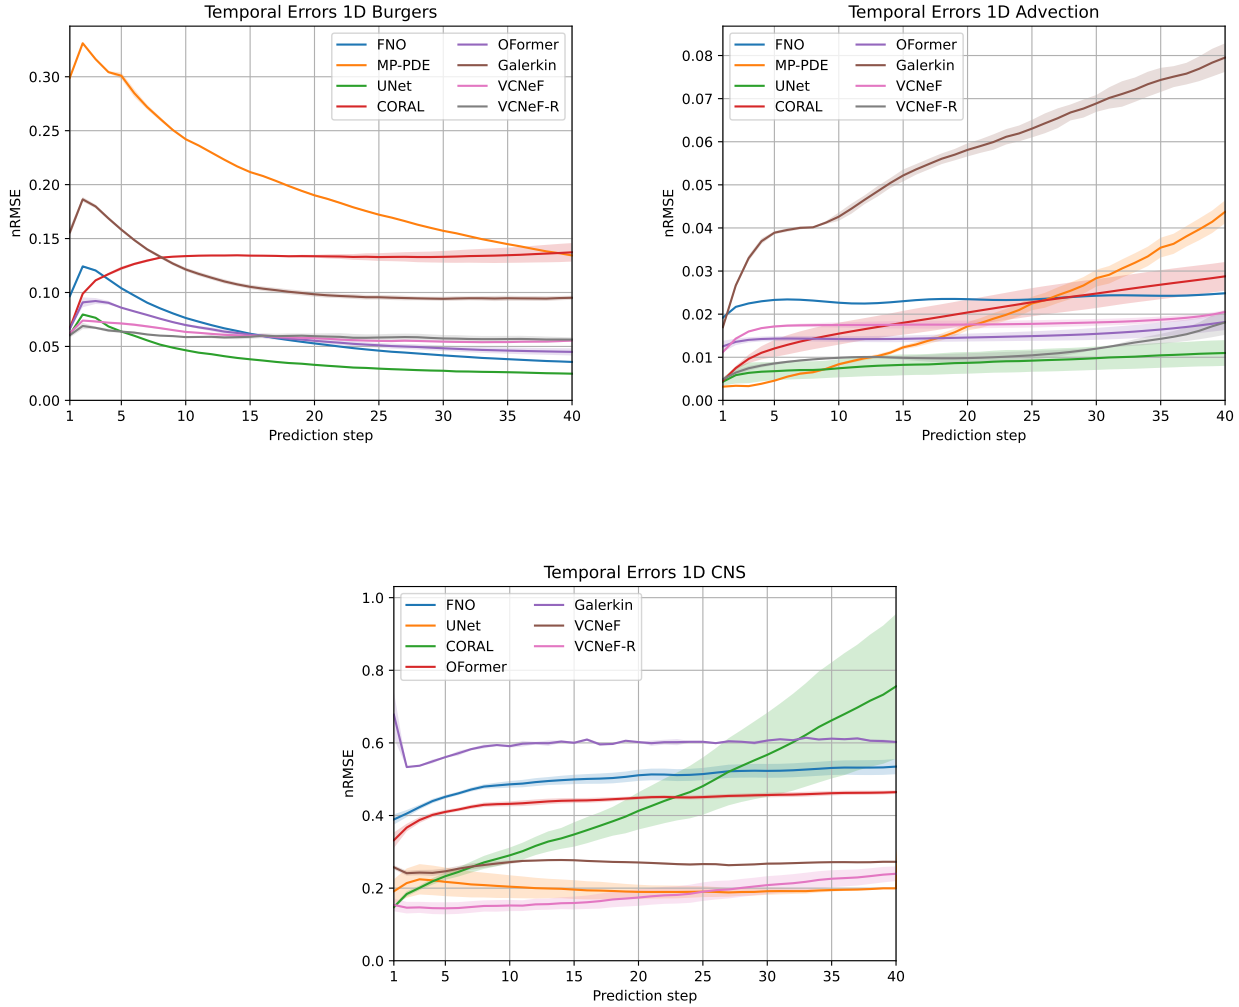 Temporal Errors 1D Burgers
nRMSE
0.30
0.25
0.20
0.15
0.10
0.05
0.00
FNO
MP-PDE
UNet
CORAL
OFormer
Galerkin
VCNeF
VCNeF-R
1 5 10 15 20 25 30 35 40
Prediction step
Temporal Errors 1D Advection
nRMSE
0.08
0.07
0.06
0.05
0.04
0.03
0.02
0.01
0.00
FNO
MP-PDE
UNet
CORAL
OFormer
Galerkin
VCNeF
VCNeF-R
1 5 10 15 20 25 30 35 40
Prediction step
Temporal Errors 1D CNS
nRMSE
1.0
0.8
0.6
0.4
0.2
0.0
FNO
UNet
CORAL
OFormer
Galerkin
VCNeF
VCNeF-R
1 5 10 15 20 25 30 35 40
Prediction step